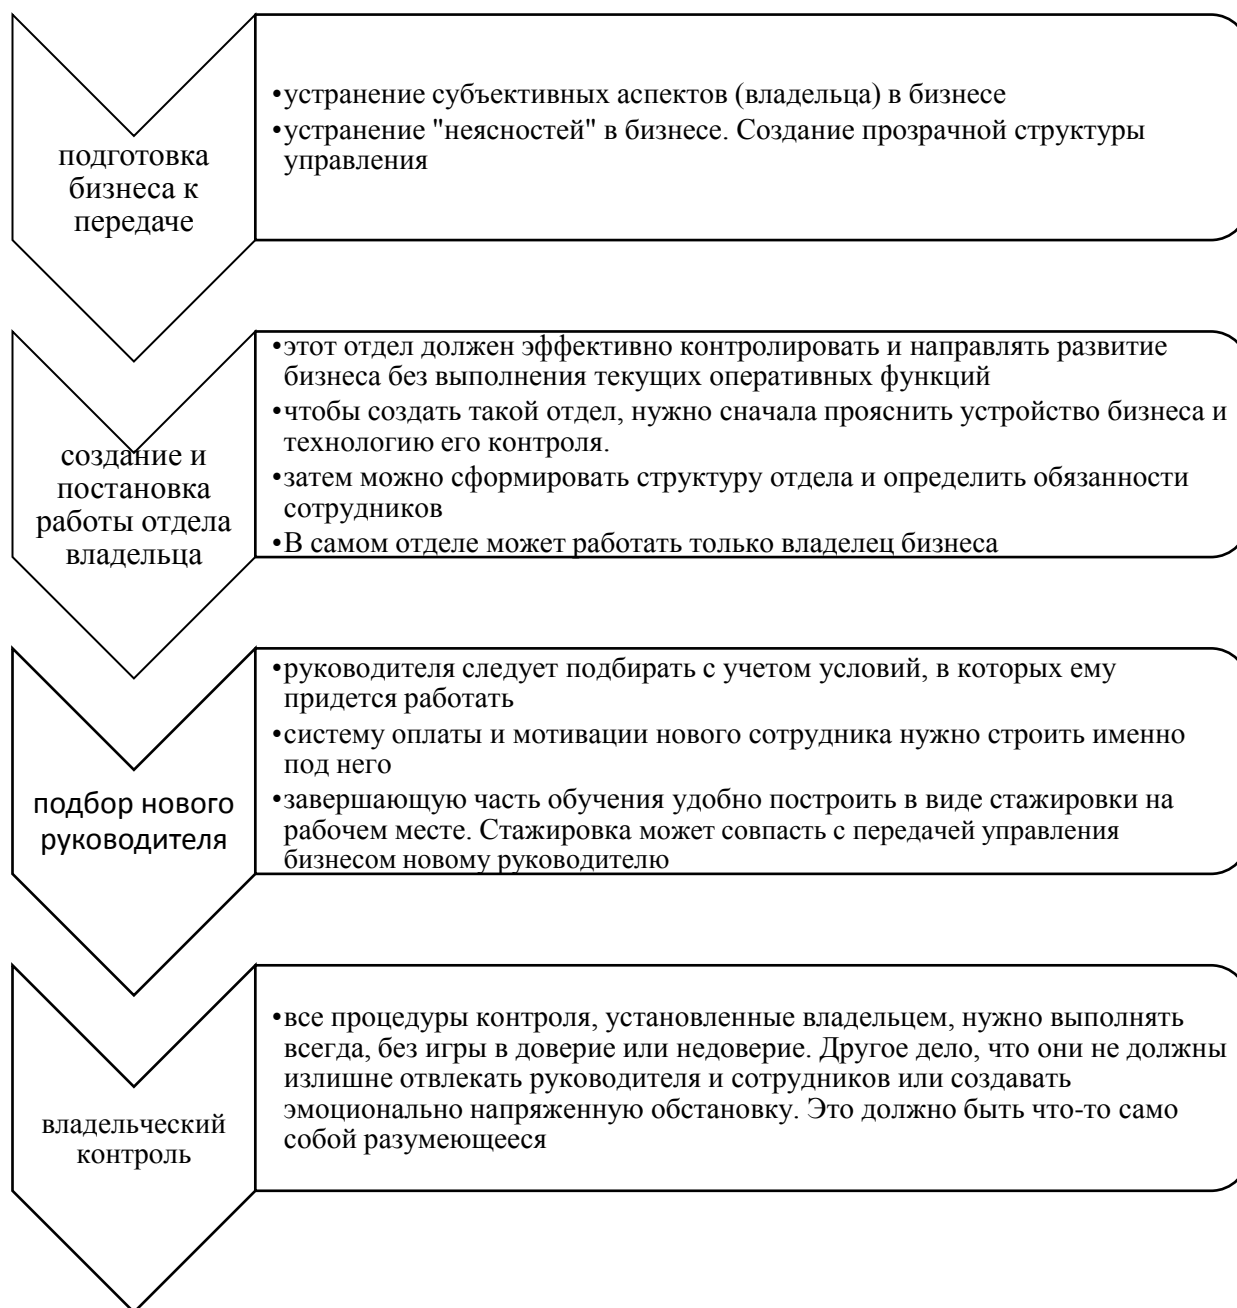 подготовка
бизнеса к
передаче
•устранение субъективных аспектов (владельца) в бизнесе
•устранение "неясностей" в бизнесе. Создание прозрачной структуры
управления
создание и
постановка
работы отдела
владельца
•этот отдел должен эффективно контролировать и направлять развитие
бизнеса без выполнения текущих оперативных функций
•чтобы создать такой отдел, нужно сначала прояснить устройство бизнеса и
технологию его контроля.
•затем можно сформировать структуру отдела и определить обязанности
сотрудников
•В самом отделе может работать только владелец бизнеса
подбор нового
руководителя
•руководителя следует подбирать с учетом условий, в которых ему
придется работать
•систему оплаты и мотивации нового сотрудника нужно строить именно
под него
•завершающую часть обучения удобно построить в виде стажировки на
рабочем месте. Стажировка может совпасть с передачей управления
бизнесом новому руководителю
владельческий
контроль
•все процедуры контроля, установленные владельцем, нужно выполнять
всегда, без игры в доверие или недоверие. Другое дело, что они не должны
излишне отвлекать руководителя и сотрудников или создавать
эмоционально напряженную обстановку. Это должно быть что-то само
собой разумеющееся